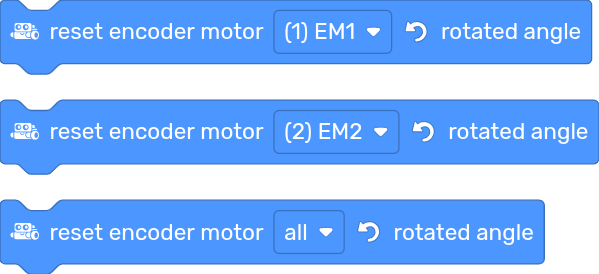 reset encoder motor (1) EM1 rotated angle
reset encoder motor (2) EM2 rotated angle
reset encoder motor all rotated angle